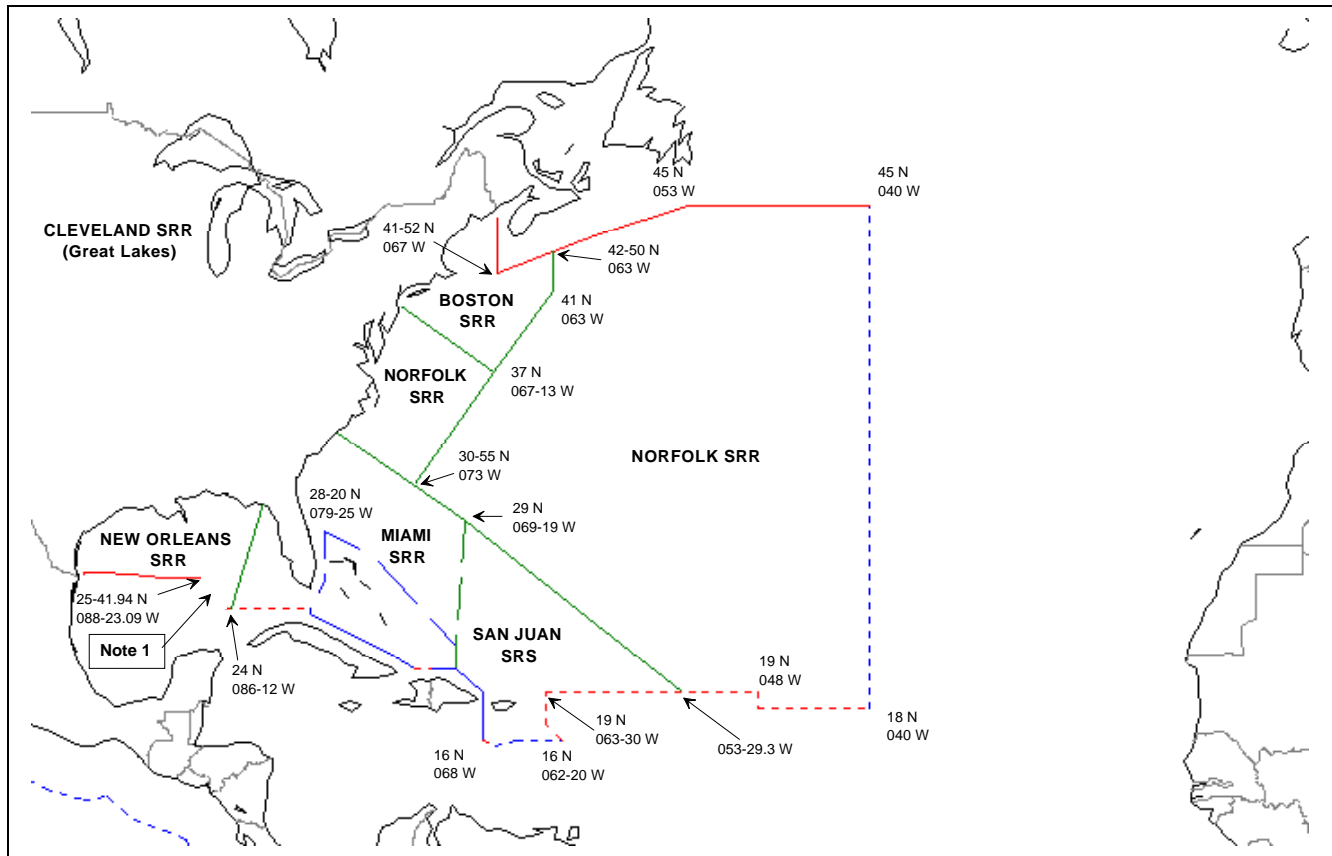 45 N
053 W
45 N
040 W
CLEVELAND SRR
(Great Lakes)
41-52 N
067 W
42-50 N
063 W
BOSTON
SRR
41 N
063 W
NORFOLK
SRR
37 N
067-13 W
30-55 N
073 W
NORFOLK SRR
28-20 N
079-25 W
29 N
069-19 W
MIAMI
SRR
NEW ORLEANS
SRR
25-41.94 N
088-23.09 W
Note 1
24 N
086-12 W
SAN JUAN
SRS
19 N
048 W
19 N
063-30 W
053-29.3 W
18 N
040 W
16 N
068 W
16 N
062-20 W